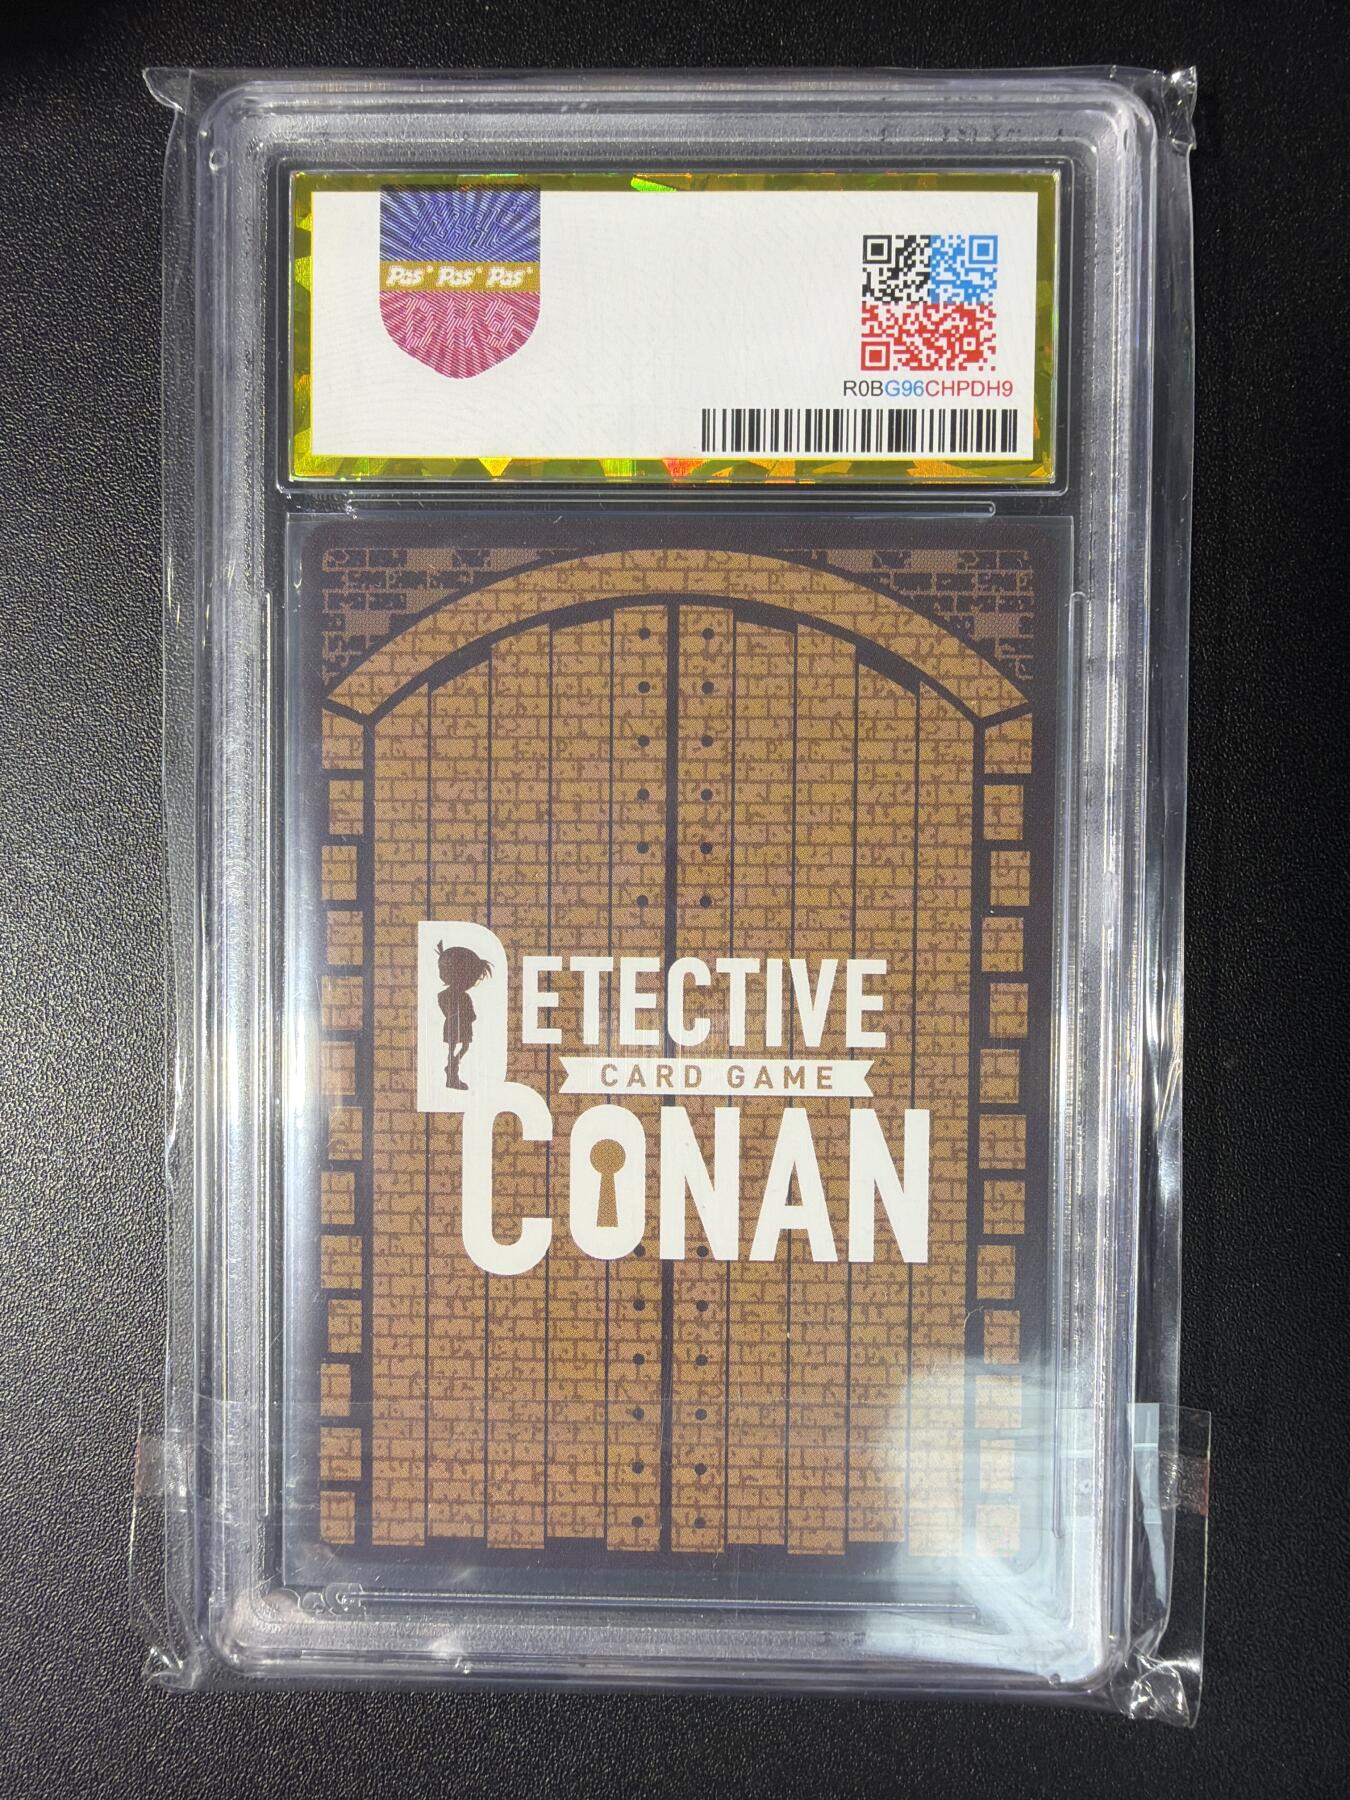 Pas Pas Pas
R0BG96CHPDH9
DETECTIVE
CARD GAME
CONAN